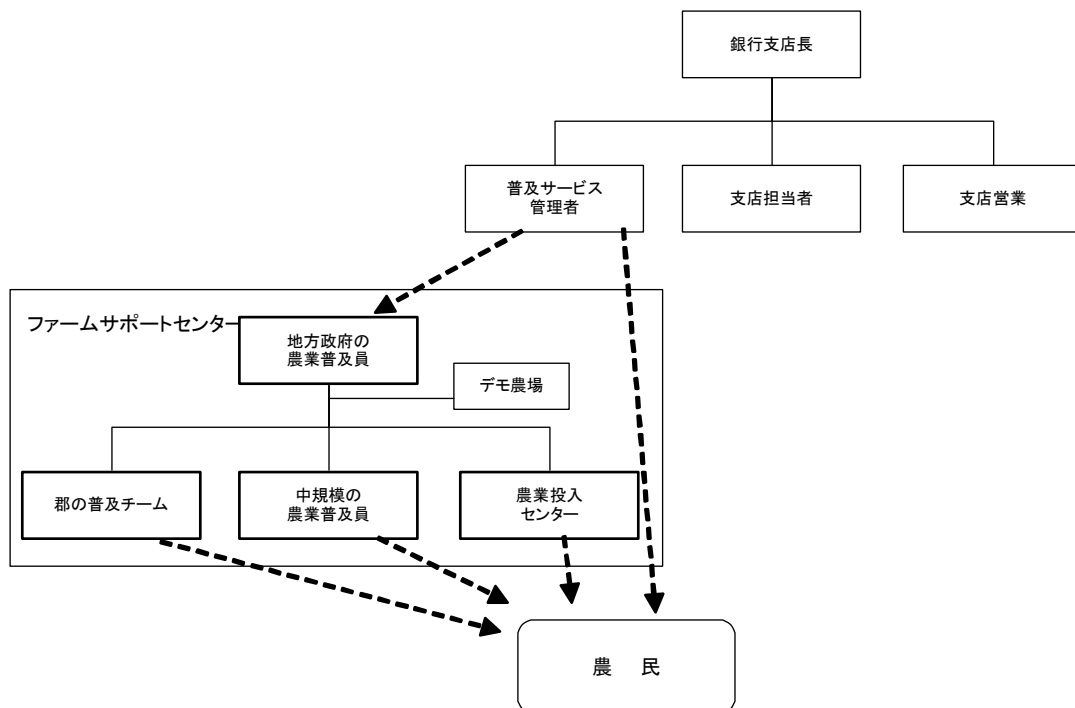 銀行支店長
普及サービス
管理者
支店担当者
支店営業
ファームサポートセンター
地方政府の
農業普及員
デモ農場
郡の普及チーム
中規模の
農業普及員
農業投入
センター
農　民